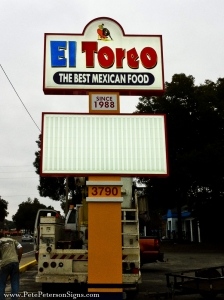 El Toreo
THE BEST MEXICAN FOOD
SINCE
1988
3790
www.PetePetersonSigns.com